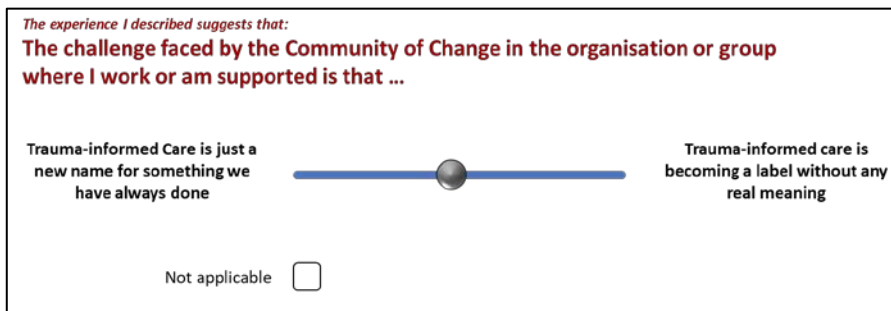 The experience I described suggests that:
The challenge faced by the Community of Change in the organisation or group
where I work or am supported is that ...
Trauma-informed Care is just a
new name for something we
have always done
Trauma-informed care is
becoming a label without any
real meaning
Not applicable